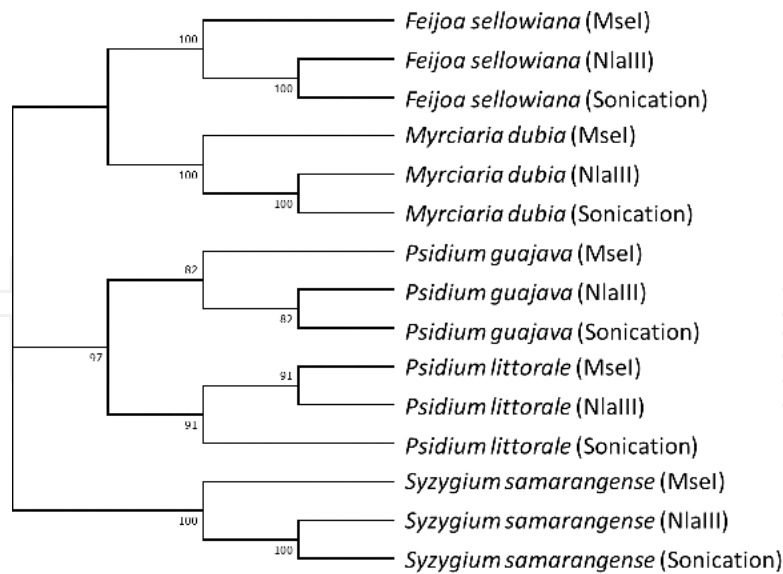 100
Feijoa sellowiana (MseI)
Feijoa sellowiana (NlaIII)
100
Feijoa sellowiana (Sonication)
Myrciaria dubia (MseI)
100
Myrciaria dubia (NlaIII)
100
Myrciaria dubia (Sonication)
Psidium guajava (MseI)
82
Psidium guajava (NlaIII)
82
Psidium guajava (Sonication)
97
Psidium littorale (MseI)
91
Psidium littorale (NlaIII)
91
Psidium littorale (Sonication)
Syzygium samarangense (MseI)
100
Syzygium samarangense (NlaIII)
100
Syzygium samarangense (Sonication)